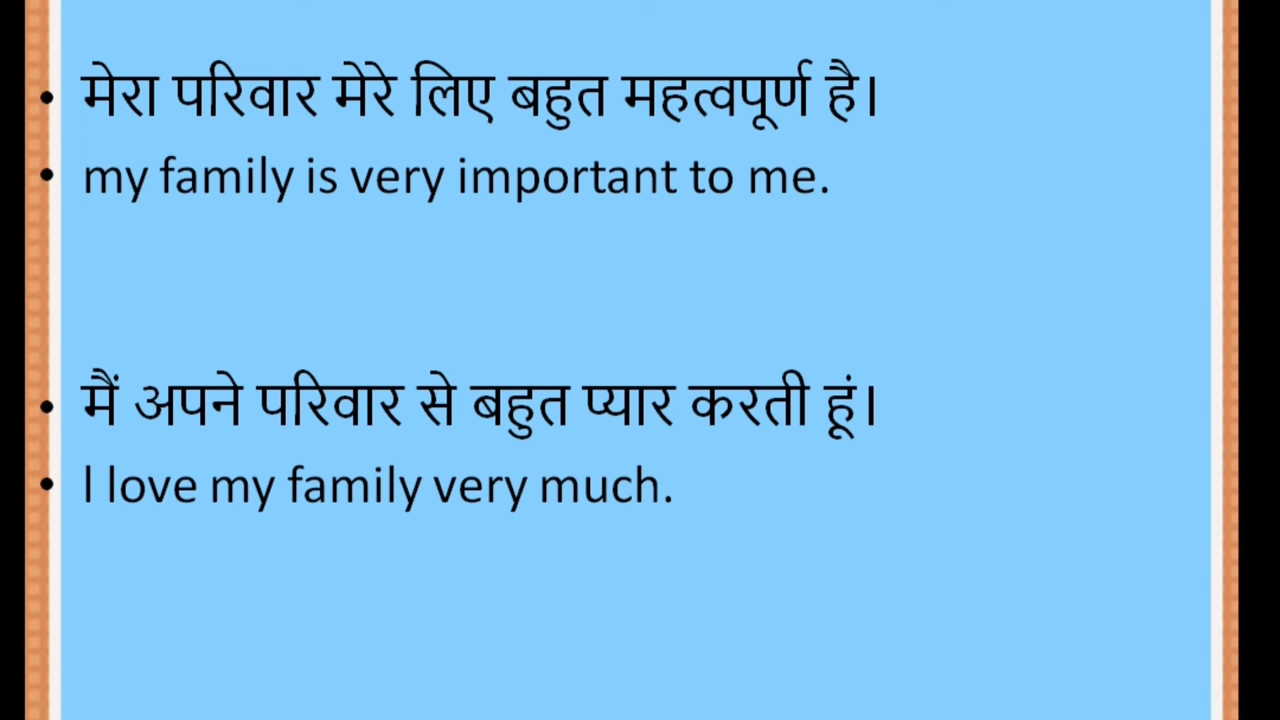 • मेरा परिवार मेरे लिए बहुत महत्वपूर्ण है।
• my family is very important to me.
• मैं अपने परिवार से बहुत प्यार करती हूं।
• I love my family very much.